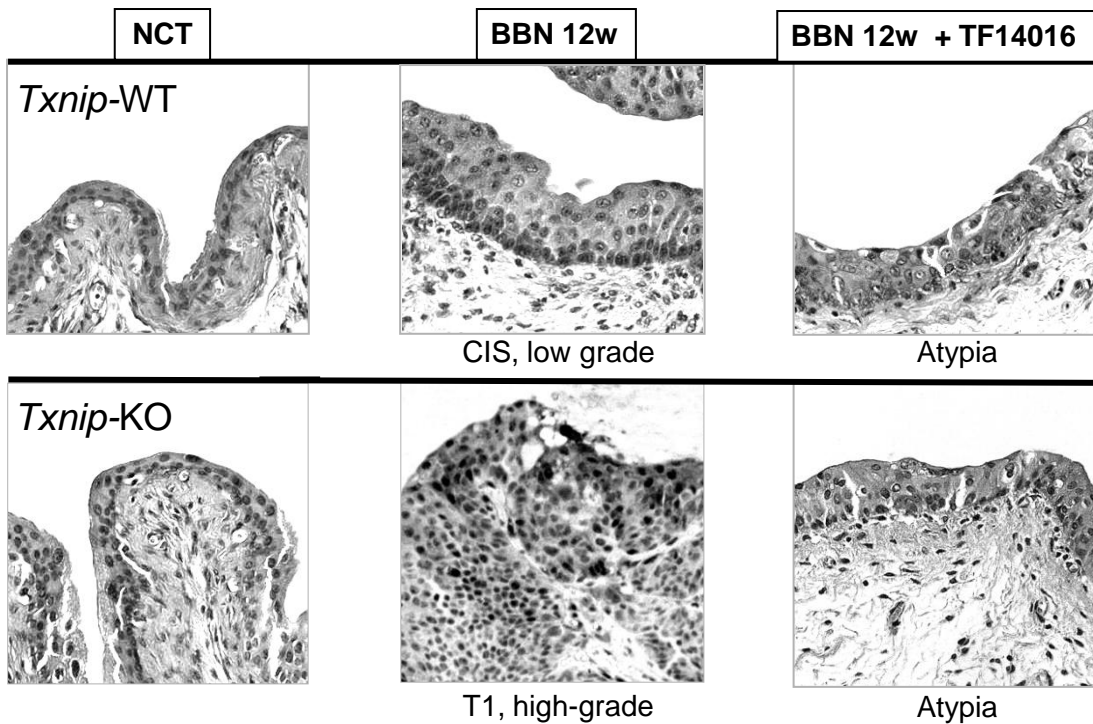 NCT
BBN 12w
BBN 12w + TF14016
Txnip-WT
CIS, low grade
Atypia
Txnip-KO
T1, high-grade
Atypia